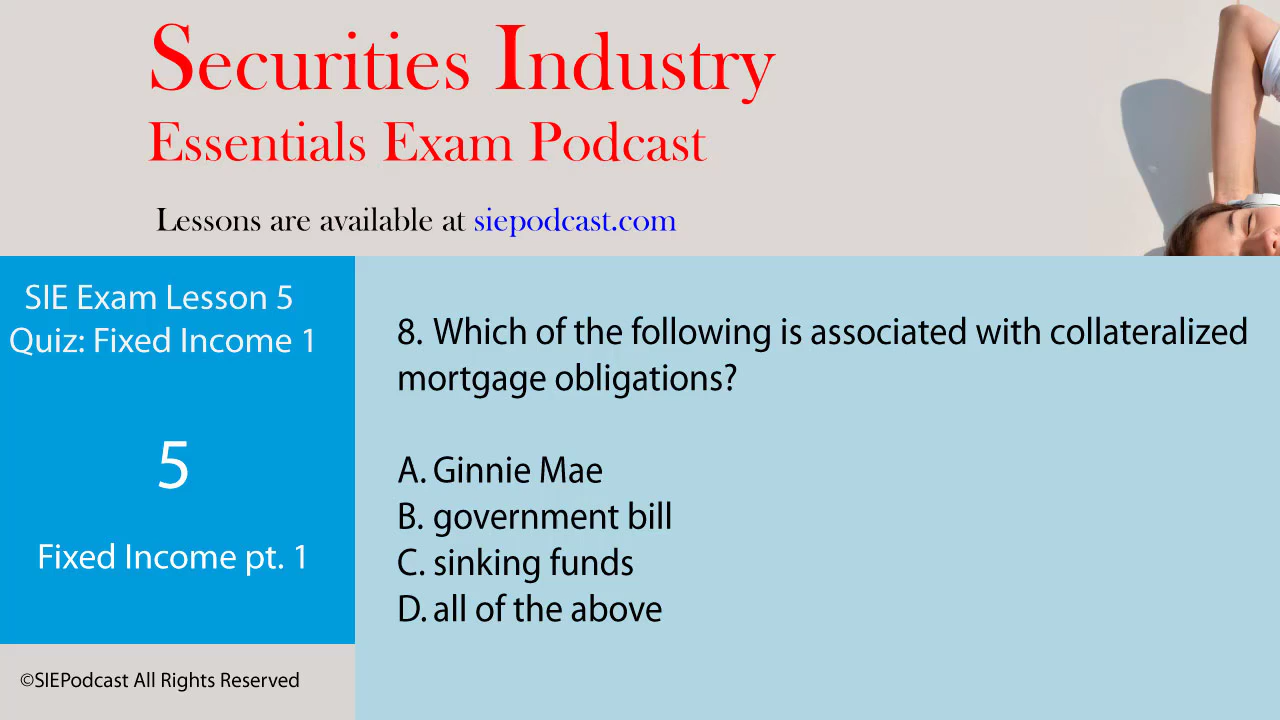 Securities Industry
Essentials Exam Podcast
Lessons are available at siepodcast.com
SIE Exam Lesson 5
Quiz: Fixed Income 1
5
Fixed Income pt. 1
©SIEPodcast All Rights Reserved
8. Which of the following is associated with collateralized
mortgage obligations?
A. Ginnie Mae
B. government bill
C. sinking funds
D. all of the above